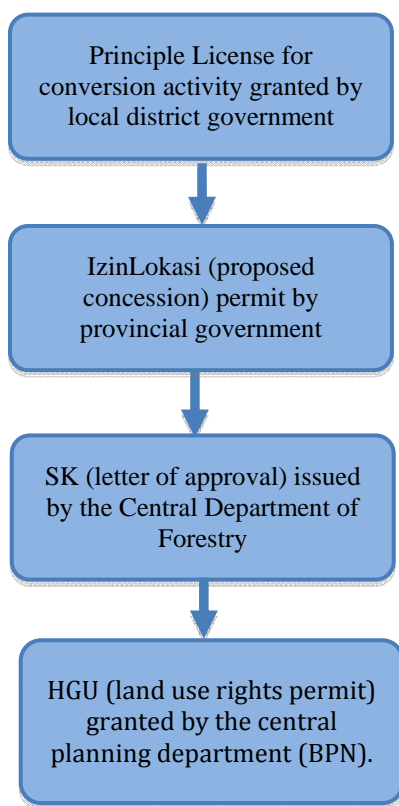 Principle License for
conversion activity granted by
local district government
IzinLokasi (proposed
concession) permit by
provincial government
SK (letter of approval) issued
by the Central Department of
Forestry
HGU (land use rights permit)
granted by the central
planning department (BPN).